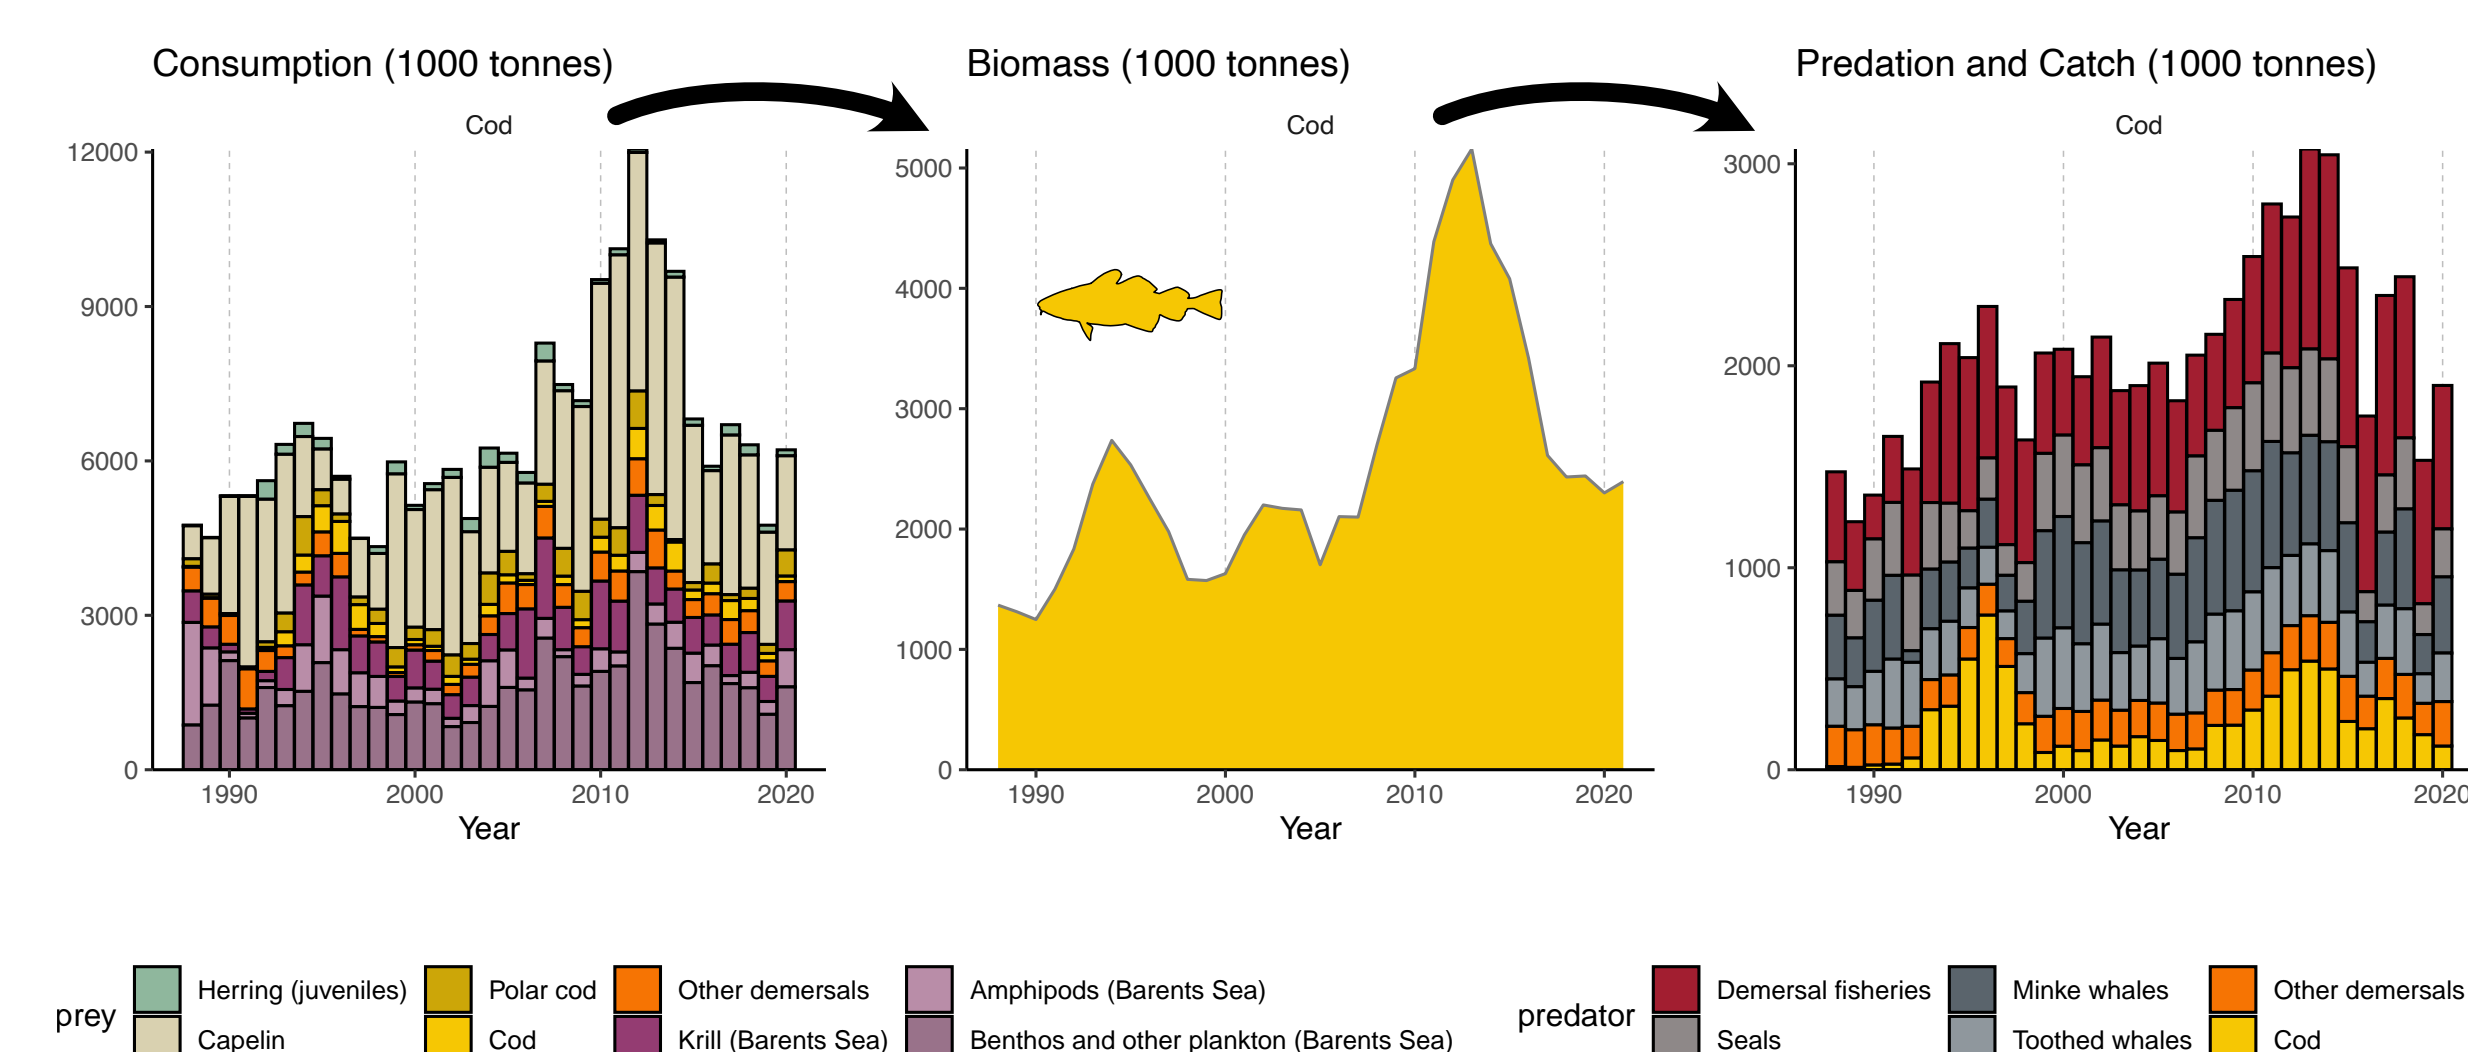 Consumption (1000 tonnes)
Biomass (1000 tonnes)
Predation and Catch (1000 tonnes)
Cod
Cod
Cod
12000
9000
6000
3000
0
1990
2000
2010
2020
Year
5000
4000
3000
2000
1000
0
1990
2000
2010
2020
Year
3000
2000
1000
0
1990
2000
2010
2020
Year
prey
Herring (juveniles)
Polar cod
Other demersals
Amphipods (Barents Sea)
Capelin
Cod
Krill (Barents Sea)
Benthos and other plankton (Barents Sea)
predator
Demersal fisheries
Minke whales
Other demersals
Seals
Toothed whales
Cod